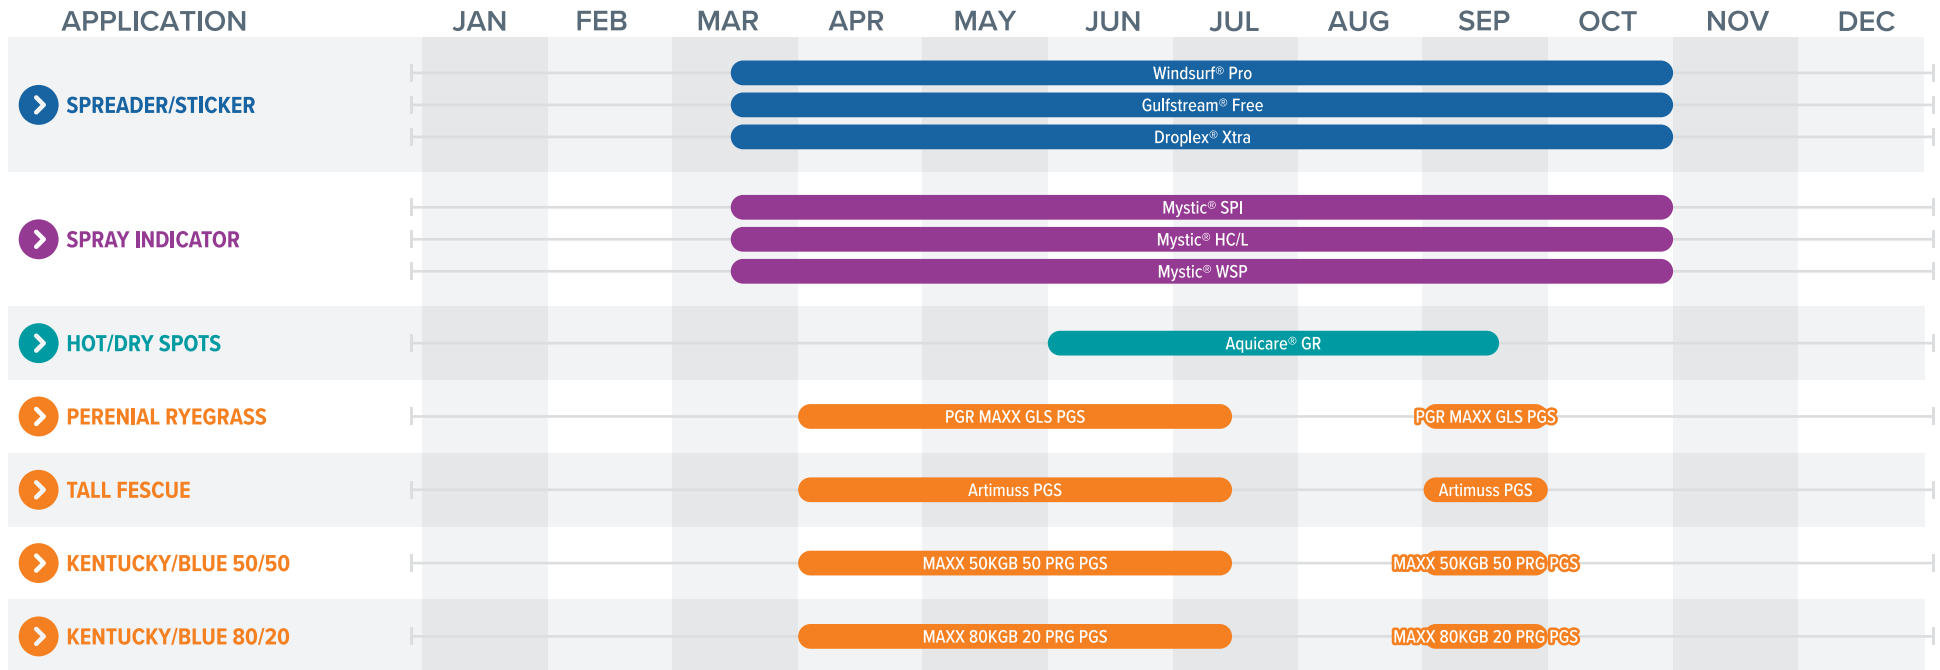 APPLICATION JAN FEB MAR APR MAY JUN JUL AUG SEP OCT NOV DEC
Windsurf® Pro
SPREADER/STICKER Gulfstream® Free
Droplex® Xtra
Mystic® SPI
SPRAY INDICATOR Mystic® HC/L
Mystic® WSP
HOT/DRY SPOTS Aquicare® GR
PERENIAL RYEGRASS PGR MAXX GLS PGS PGR MAXX GLS PGS
TALL FESCUE Artimuss PGS Artimuss PGS
KENTUCKY/BLUE 50/50 MAXX 50KGB 50 PRG PGS MAXX 50KGB 50 PRG PGS
KENTUCKY/BLUE 80/20 MAXX 80KGB 20 PRG PGS MAXX 80KGB 20 PRG PGS